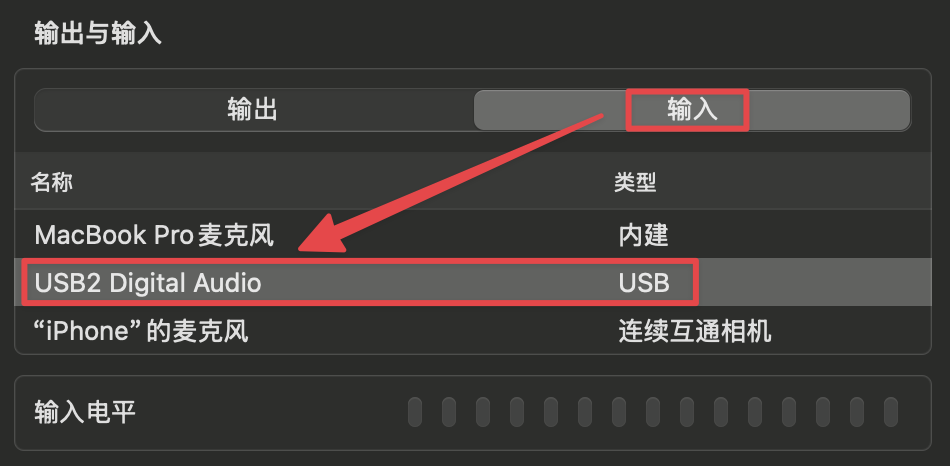 输出与输入
输出 输入
名称 类型
MacBook Pro麦克风 内建
USB2 Digital Audio USB
“iPhone”的麦克风 连续互通相机
输入电平